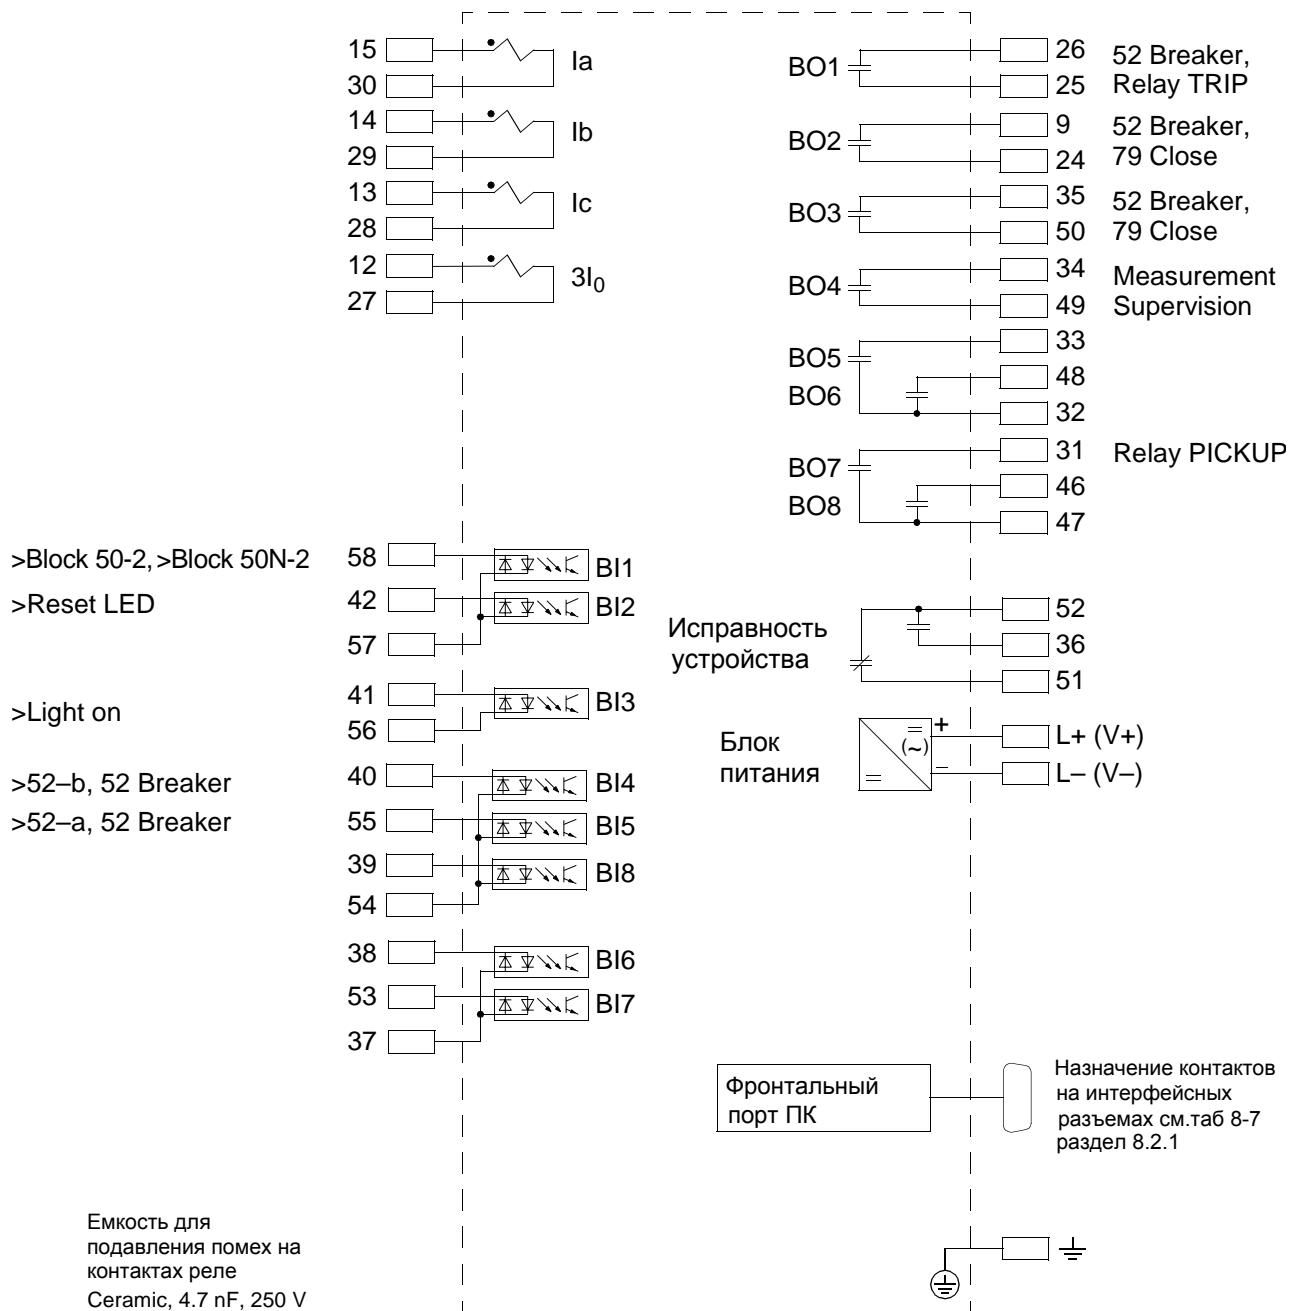 15
30
Ia
14
29
Ib
13
28
Ic
12
27
3I₀
BO1
26
25
52 Breaker,
Relay TRIP
BO2
9
24
52 Breaker,
79 Close
BO3
35
50
52 Breaker,
79 Close
BO4
34
49
Measurement
Supervision
BO5
BO6
33
48
32
BO7
BO8
31
46
47
Relay PICKUP
>Block 50-2, >Block 50N-2
58
BI1
>Reset LED
42
BI2
57
>Light on
41
56
BI3
>52–b, 52 Breaker
40
BI4
>52–a, 52 Breaker
55
BI5
39
BI8
54
38
BI6
53
BI7
37
Исправность
устройства
52
36
51
Блок
питания
(~)
+
–
L+ (V+)
L– (V–)
Фронтальный
порт ПК
Назначение контактов
на интерфейсных
разъемах см.таб 8-7
раздел 8.2.1
Емкость для
подавления помех на
контактах реле
Ceramic, 4.7 nF, 250 V